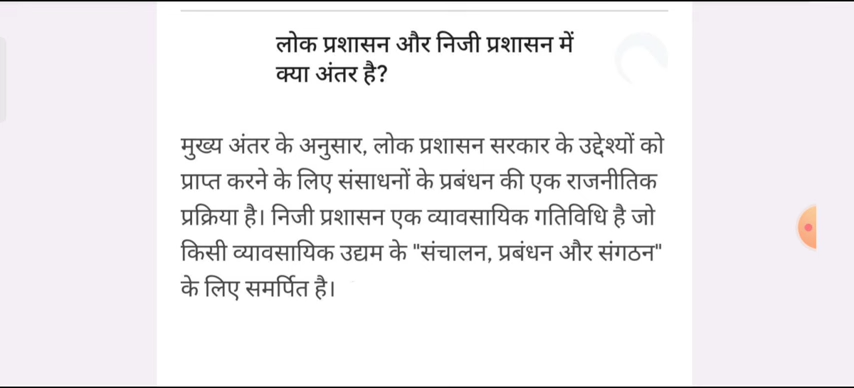 लोक प्रशासन और निजी प्रशासन में
क्या अंतर है?
मुख्य अंतर के अनुसार, लोक प्रशासन सरकार के उद्देश्यों को
प्राप्त करने के लिए संसाधनों के प्रबंधन की एक राजनीतिक
प्रक्रिया है। निजी प्रशासन एक व्यावसायिक गतिविधि है जो
किसी व्यावसायिक उद्यम के "संचालन, प्रबंधन और संगठन"
के लिए समर्पित है।